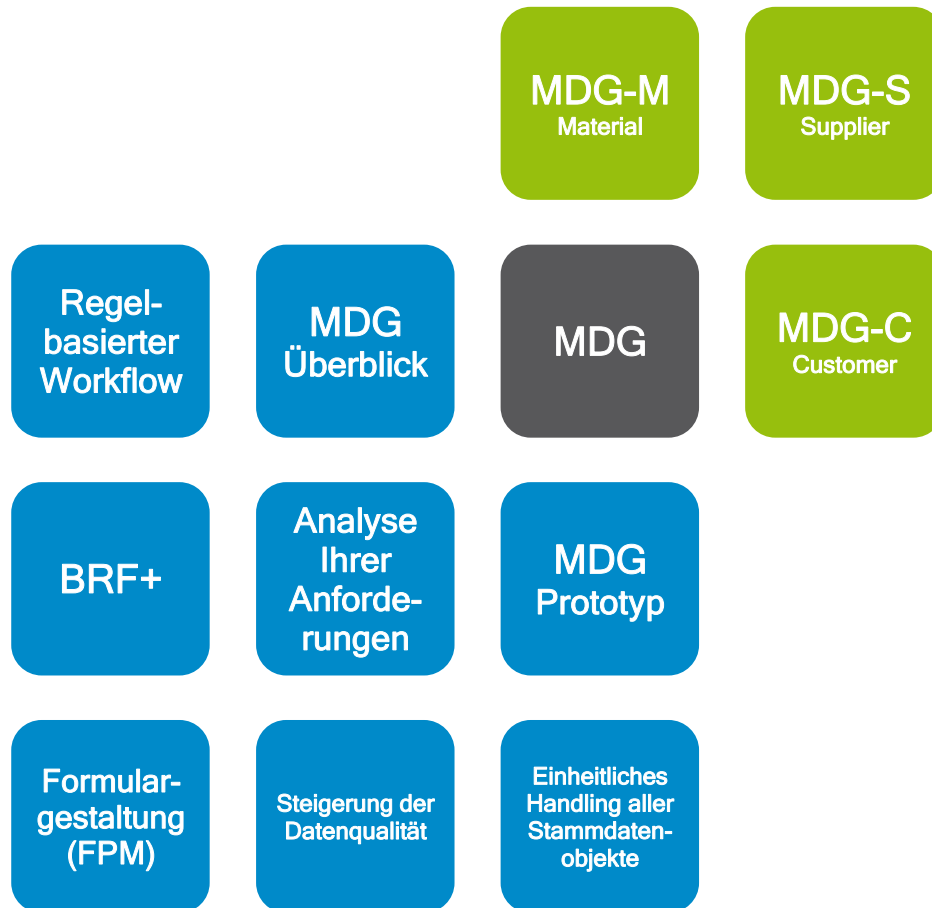 MDG-M
Material
MDG-S
Supplier
Regel-
basierter
Workflow
MDG
Überblick
MDG
MDG-C
Customer
BRF+
Analyse
Ihrer
Anforde-
rungen
MDG
Prototyp
Formular-
gestaltung
(FPM)
Steigerung der
Datenqualität
Einheitliches
Handling aller
Stammdaten-
objekte